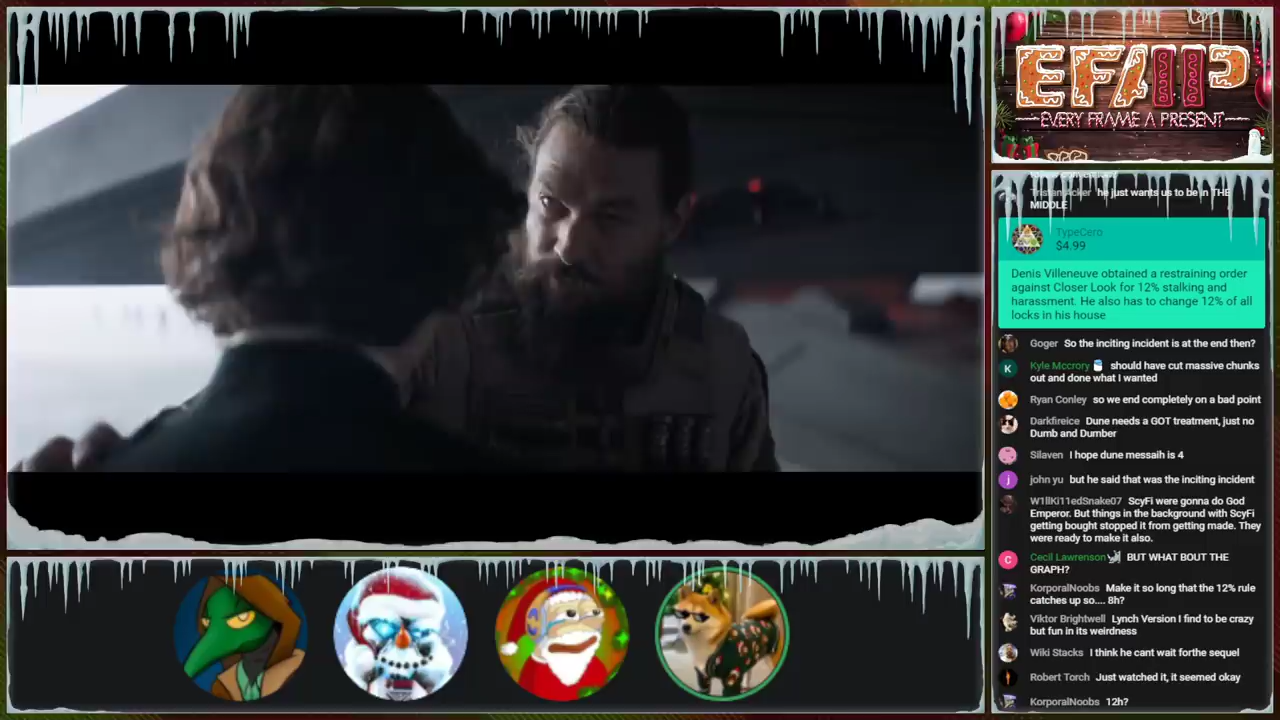 EFAP
EVERY FRAME A PRESENT
Tristan Acker he just wants us to be in THE
MIDDLE
TypeCero
$4.99
Denis Villeneuve obtained a restraining order
against Closer Look for 12% stalking and
harassment. He also has to change 12% of all
locks in his house
Goger So the inciting incident is at the end then?
K Kyle Mccrory should have cut massive chunks
out and done what I wanted
Ryan Conley so we end completely on a bad point
Darkfireice Dune needs a GOT treatment, just no
Dumb and Dumber
Silaven I hope dune messaih is 4
j john yu but he said that was the inciting incident
W1llKi11edSnake07 ScyFi were gonna do God
Emperor. But things in the background with ScyFi
getting bought stopped it from getting made. They
were ready to make it also.
C Cecil Lawrenson BUT WHAT BOUT THE
GRAPH?
KorporalNoobs Make it so long that the 12% rule
catches up so.... 8h?
Viktor Brightwell Lynch Version I find to be crazy
but fun in its weirdness
Wiki Stacks I think he cant wait forthe sequel
Robert Torch Just watched it, it seemed okay
KorporalNoobs 12h?